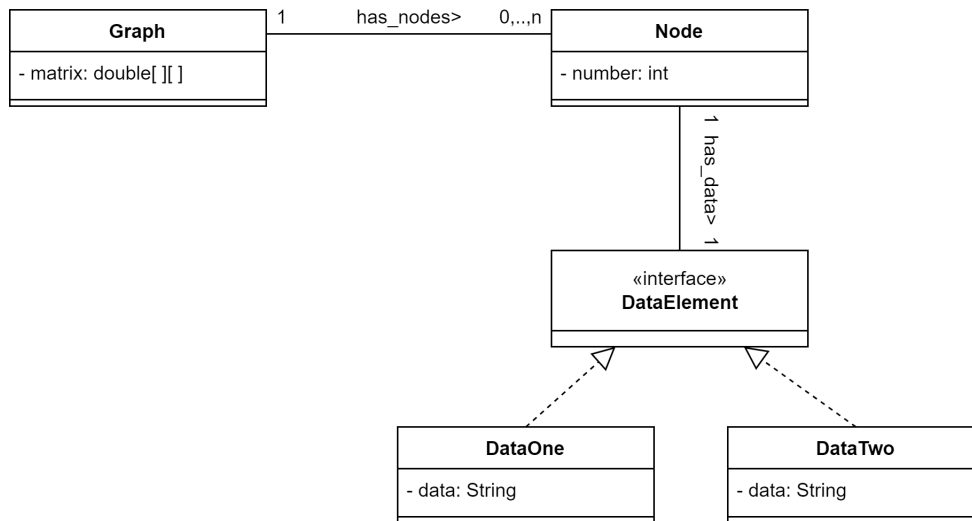 Graph
- matrix: double[ ][ ]
1 has_nodes> 0,..,n
Node
- number: int
1 has_data> 1
«interface»
DataElement
DataOne
- data: String
DataTwo
- data: String